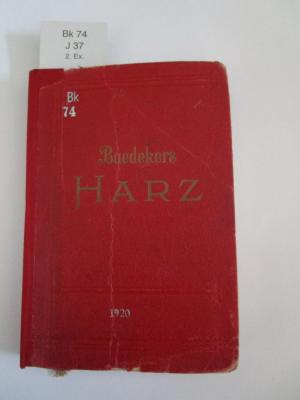 Bk 74
J 37
2. Ex.
Bk
74
Baedekers
HARZ
1920